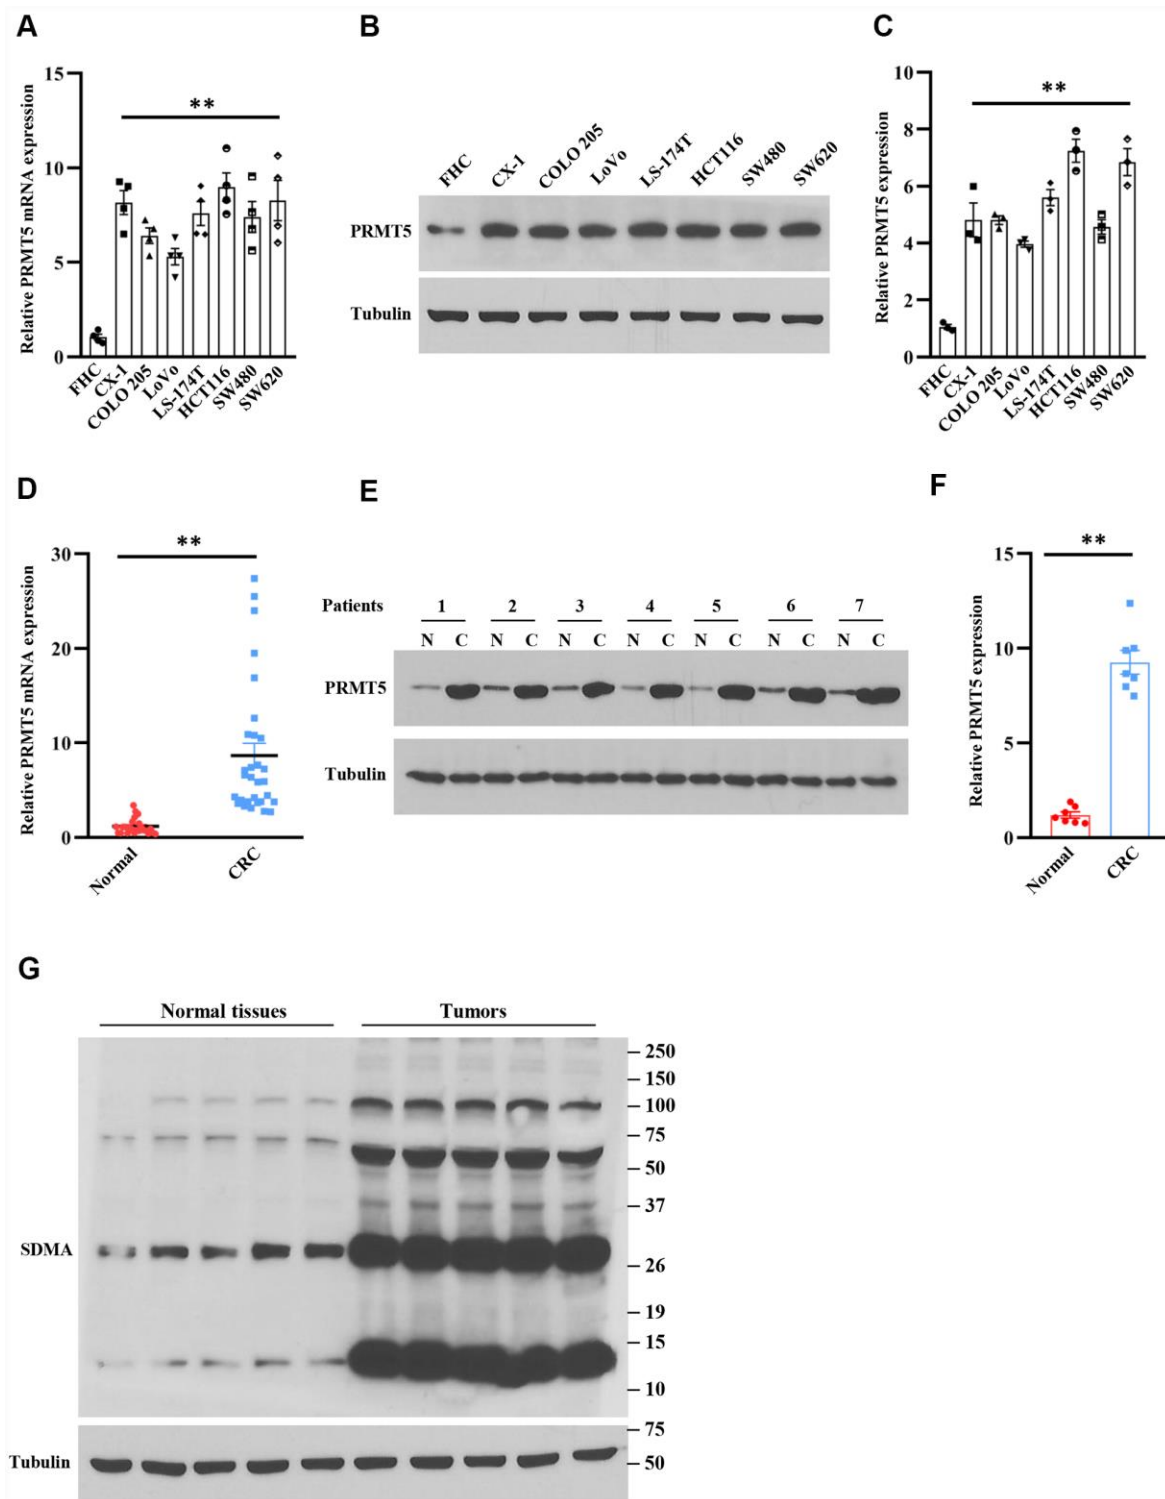 A
Relative PRMT5 mRNA expression
15
10
5
0
**
FHC
CX-1
COLO 205
LoVo
LS-174T
HCT116
SW480
SW620
B
FHC
CX-1
COLO 205
LoVo
LS-174T
HCT116
SW480
SW620
PRMT5
Tubulin
C
Relative PRMT5 expression
10
8
6
4
2
0
**
FHC
CX-1
COLO 205
LoVo
LS-174T
HCT116
SW480
SW620
D
Relative PRMT5 mRNA expression
30
20
10
0
**
Normal
CRC
E
Patients 1 2 3 4 5 6 7
N C N C N C N C N C N C N C
PRMT5
Tubulin
F
Relative PRMT5 expression
15
10
5
0
**
Normal
CRC
G
Normal tissues Tumors
250
150
100
75
50
37
SDMA
26
19
15
10
75
Tubulin
50